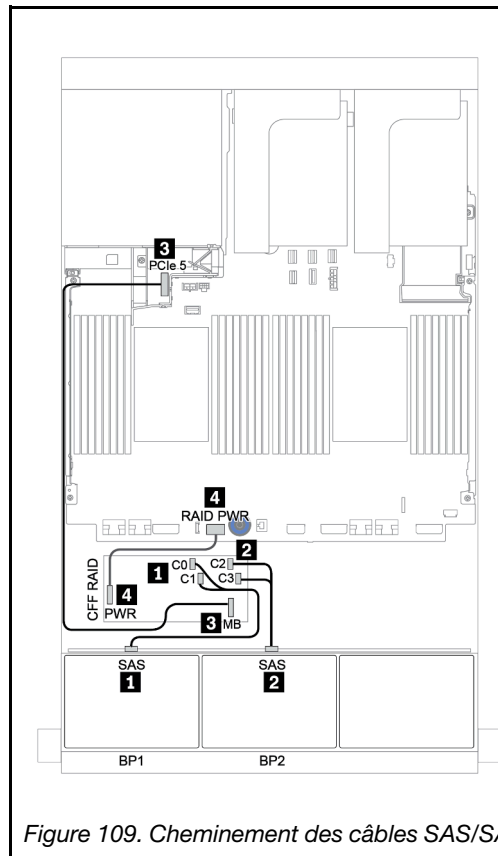 3
PCIe 5
4
RAID PWR
CFF RAID
1
C0
C1
2
C2
C3
4
PWR
3
MB
SAS
1
SAS
2
BP1
BP2
Figure 109. Cheminement des câbles SAS/SA